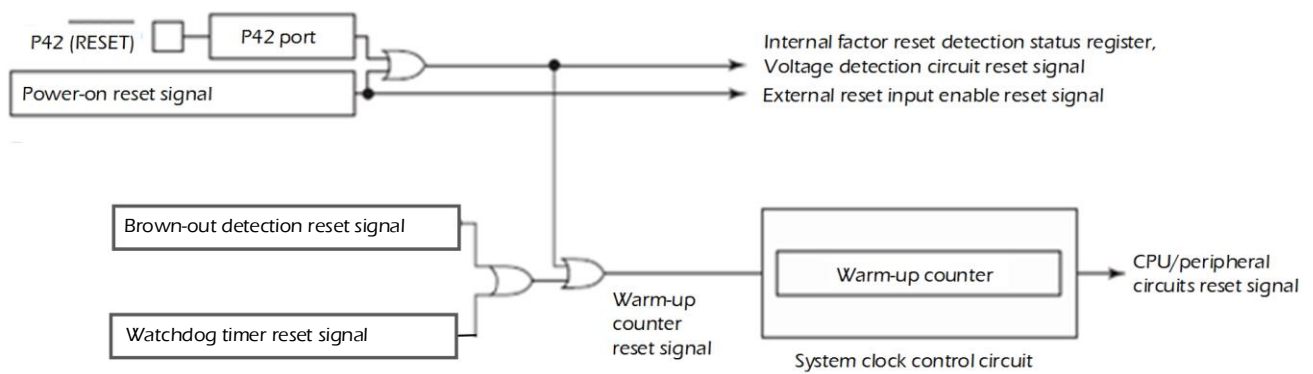 P42 (RESET)
P42 port
Power-on reset signal
Internal factor reset detection status register,
Voltage detection circuit reset signal
External reset input enable reset signal
Brown-out detection reset signal
Watchdog timer reset signal
Warm-up
counter
reset signal
Warm-up counter
System clock control circuit
CPU/peripheral
circuits reset signal